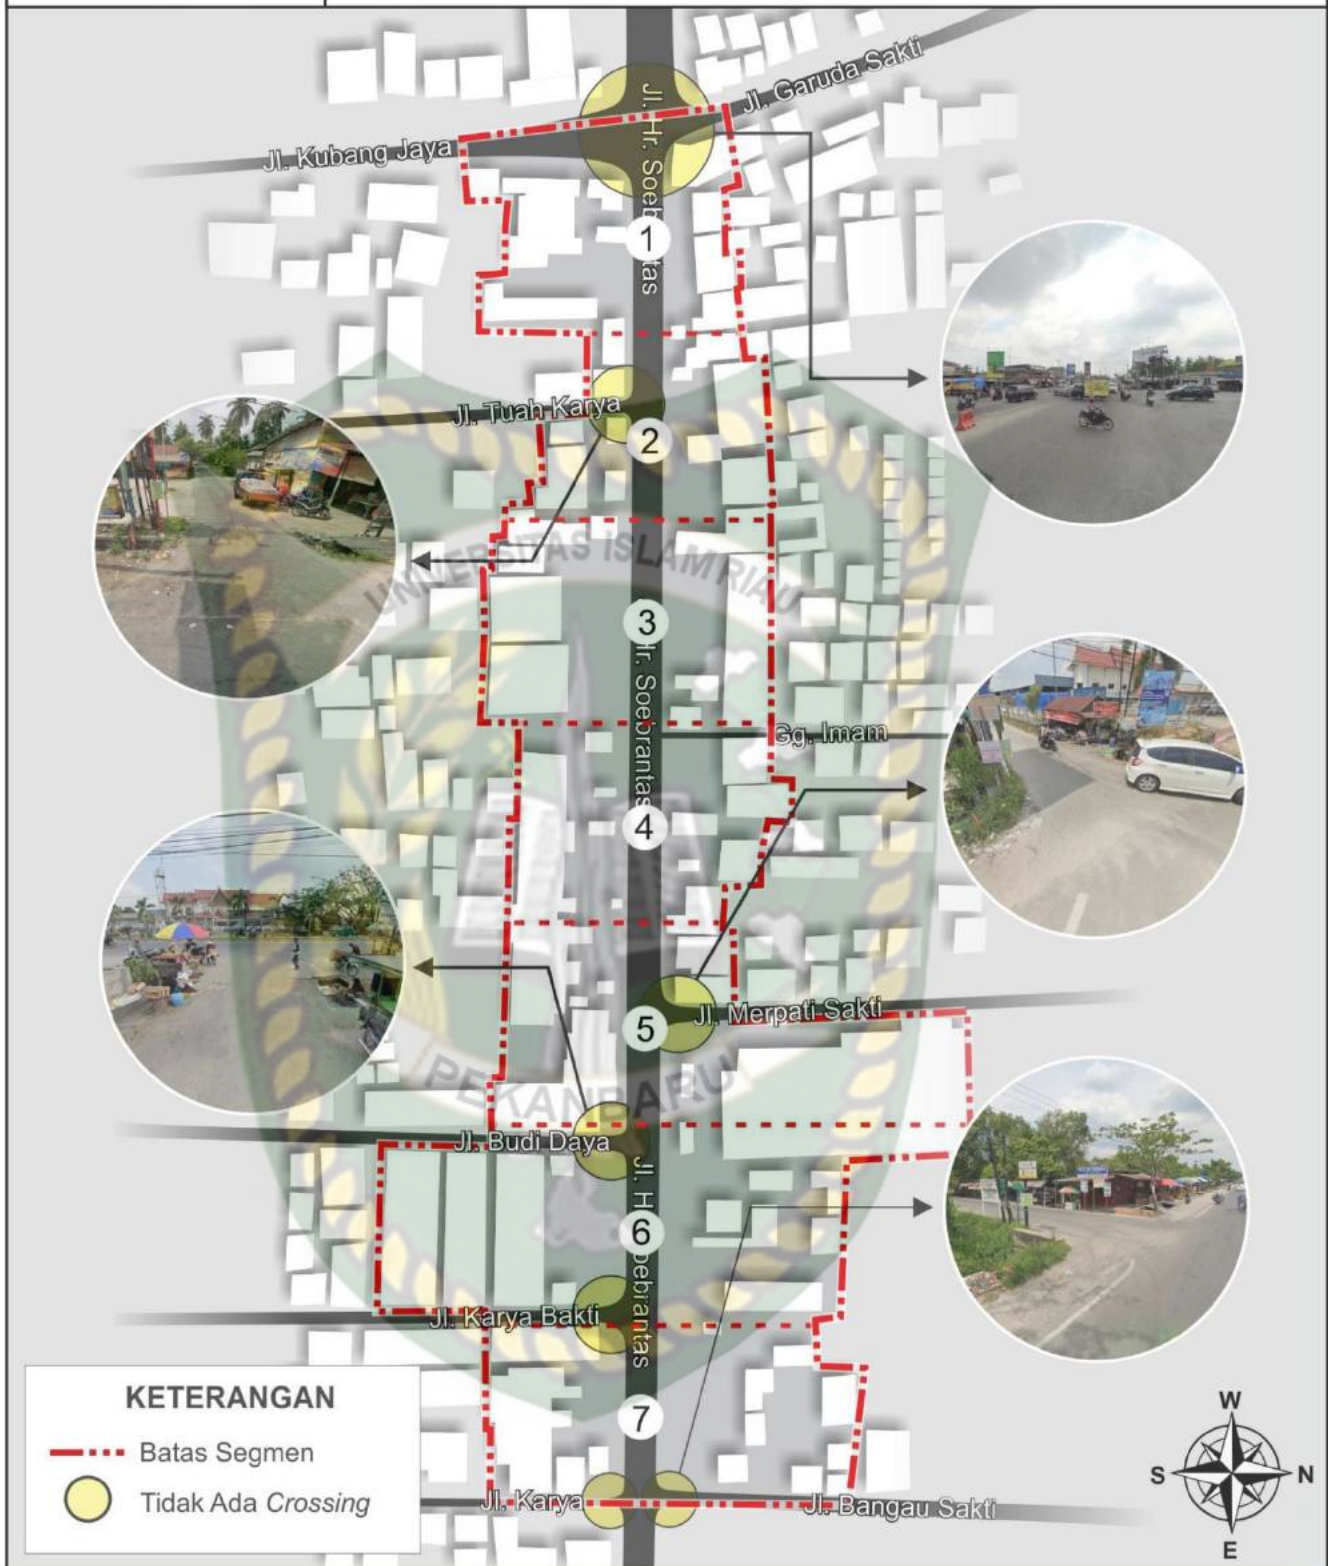 Jl. Garuda Sakti
Jl. Kubang Jaya
Jl. Hr. Soebrantas
1
Jl. Tuah Karya
2
UNIVERSITAS ISLAM RIAU
3
Hr. Soebrantas
Gg. Imam
4
Jl. Merpati Sakti
5
PEKANBARU
Jl. Budi Daya
Jl. H Soebrantas
6
Jl. Karya Bakti
7
Jl. Karya
Jl. Bangau Sakti
KETERANGAN
Batas Segmen
Tidak Ada Crossing
W
S
N
E